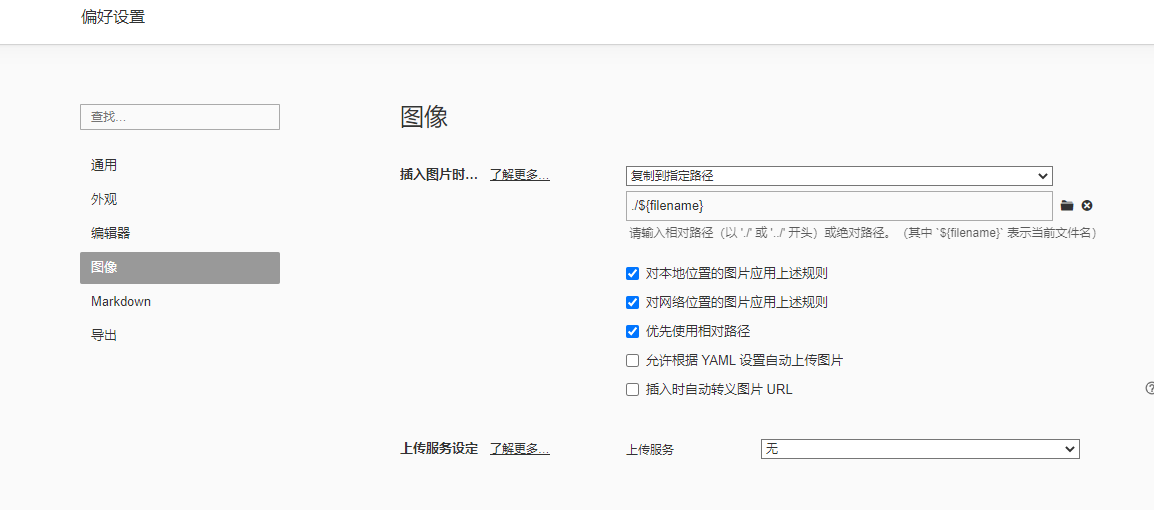 偏好设置
查找...
通用
外观
编辑器
图像
Markdown
导出
图像
插入图片时... 了解更多...
复制到指定路径
./${filename}
请输入相对路径（以 './' 或 '../' 开头）或绝对路径。（其中 `${filename}` 表示当前文件名）
对本地位置的图片应用上述规则
对网络位置的图片应用上述规则
优先使用相对路径
允许根据 YAML 设置自动上传图片
插入时自动转义图片 URL
上传服务设定 了解更多... 上传服务 无